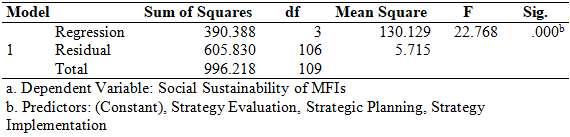 Model Sum of Squares df Mean Square F Sig.
Regression 390.388 3 130.129 22.768 .000b
1 Residual 605.830 106 5.715
Total 996.218 109
a. Dependent Variable: Social Sustainability of MFIs
b. Predictors: (Constant), Strategy Evaluation, Strategic Planning, Strategy
Implementation